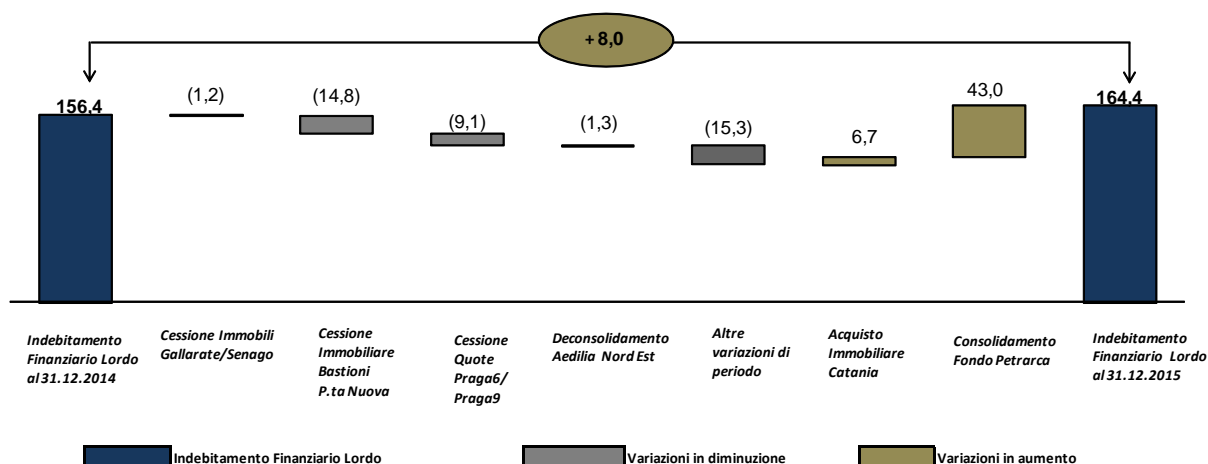 + 8,0
156,4
(1,2)
(14,8)
(9,1)
(1,3)
(15,3)
6,7
43,0
164,4
Indebitamento
Finanziario Lordo
al 31.12.2014
Cessione Immobili
Gallarate/Senago
Cessione
Immobiliare
Bastioni
P.ta Nuova
Cessione
Quote
Praga6/
Praga9
Deconsolidamento
Aedilia Nord Est
Altre
variazioni di
periodo
Acquisto
Immobiliare
Catania
Consolidamento
Fondo Petrarca
Indebitamento
Finanziario Lordo
al 31.12.2015
Indebitamento Finanziario Lordo
Variazioni in diminuzione
Variazioni in aumento